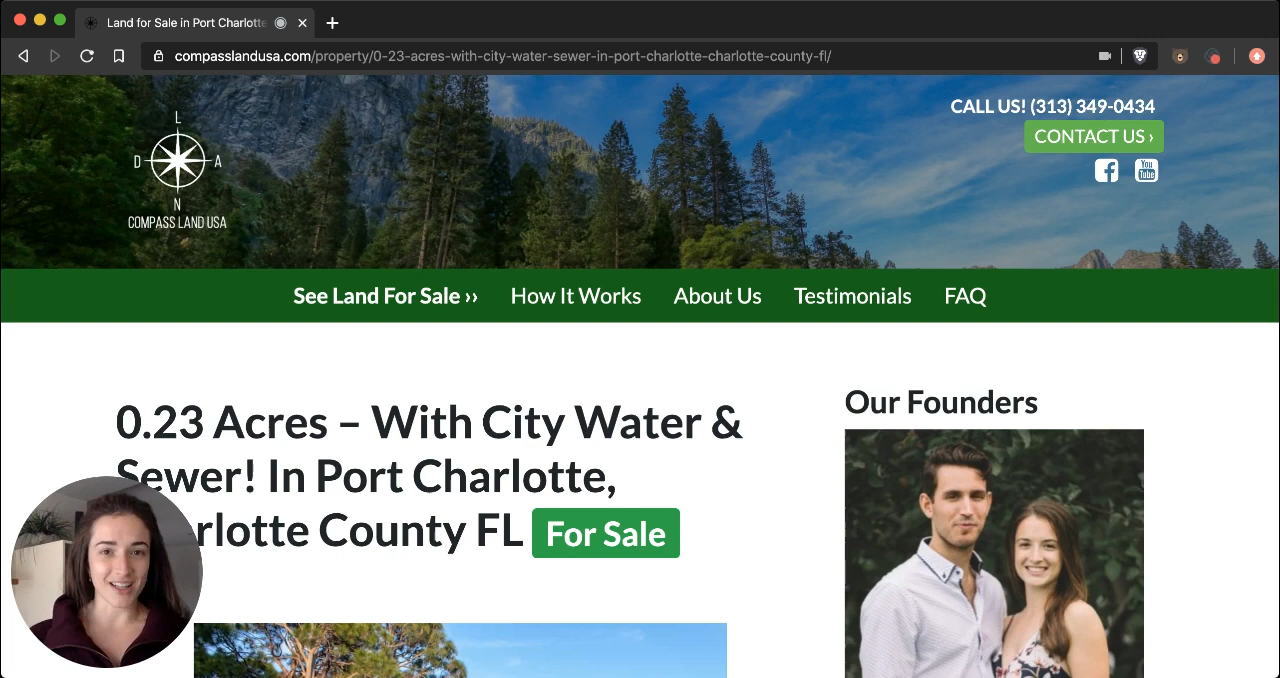 Land for Sale in Port Charlotte
compasslandusa.com/property/0-23-acres-with-city-water-sewer-in-port-charlotte-charlotte-county-fl/
CALL US! (313) 349-0434
CONTACT US ›
You
Tube
L
D A
N
COMPASS LAND USA
See Land For Sale ›› How It Works About Us Testimonials FAQ
0.23 Acres – With City Water &
Sewer! In Port Charlotte,
rlotte County FL For Sale
Our Founders